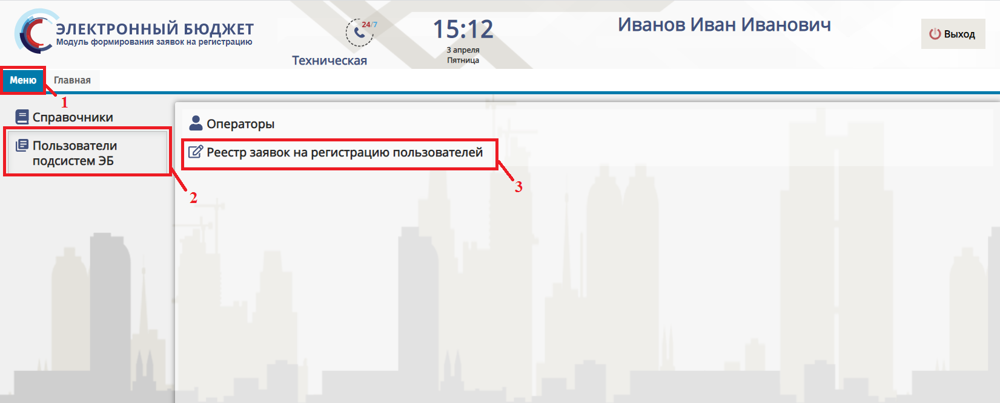 ЭЛЕКТРОННЫЙ БЮДЖЕТ
Модуль формирования заявок на регистрацию
24/7
Техническая
15:12
3 апреля
Пятница
Иванов Иван Иванович
Выход
Меню
Главная
1
Справочники
Пользователи
подсистем ЭБ
2
Операторы
Реестр заявок на регистрацию пользователей
3